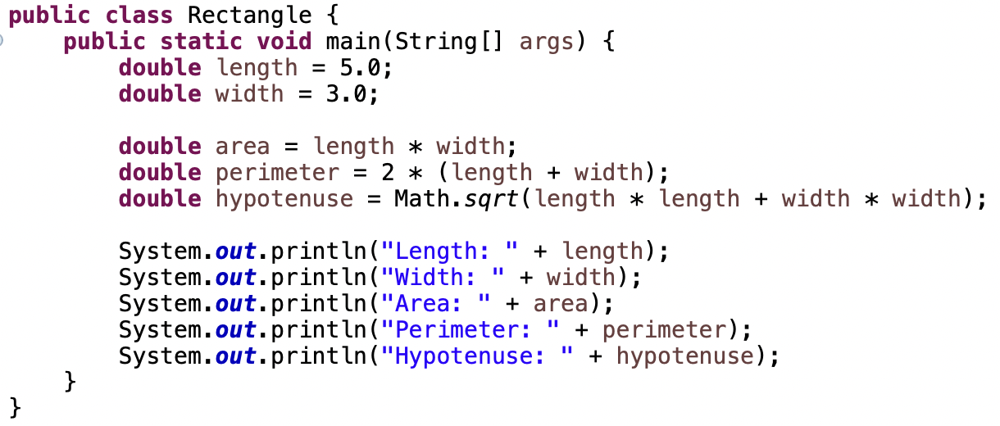 public class Rectangle {
    public static void main(String[] args) {
        double length = 5.0;
        double width = 3.0;

        double area = length * width;
        double perimeter = 2 * (length + width);
        double hypotenuse = Math.sqrt(length * length + width * width);

        System.out.println("Length: " + length);
        System.out.println("Width: " + width);
        System.out.println("Area: " + area);
        System.out.println("Perimeter: " + perimeter);
        System.out.println("Hypotenuse: " + hypotenuse);
    }
}